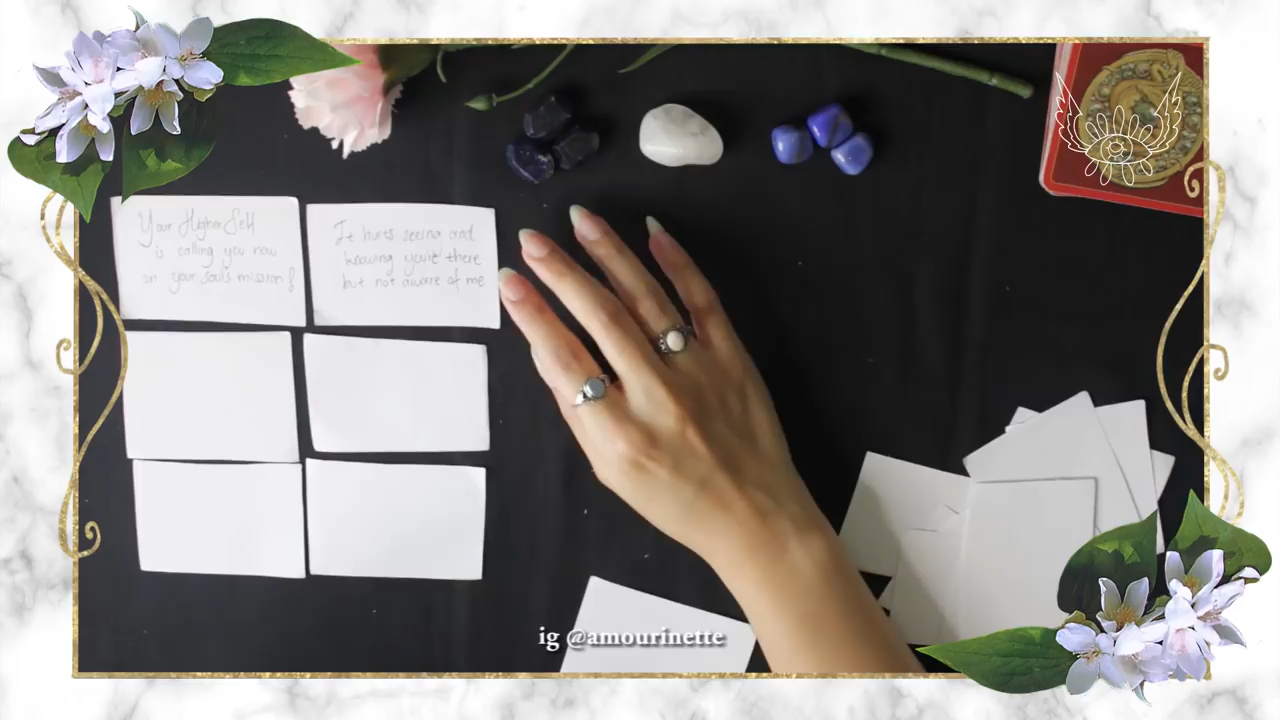 Your Higher Self
is calling you now
on your souls mission!
It hurts seeing and
knowing you're there
but not aware of me
ig @amourinette